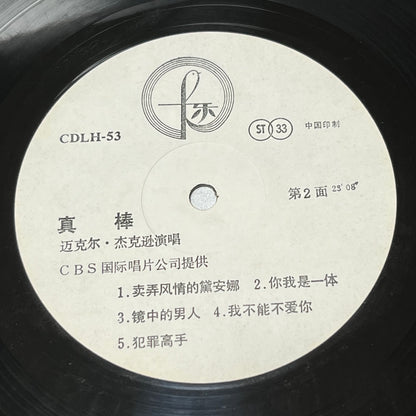 乐
CDLH-53
ST 33
中国印制
第2面 23′08″
真棒
迈克尔·杰克逊演唱
CBS国际唱片公司提供
1.卖弄风情的黛安娜 2.你我是一体
3.镜中的男人 4.我不能不爱你
5.犯罪高手